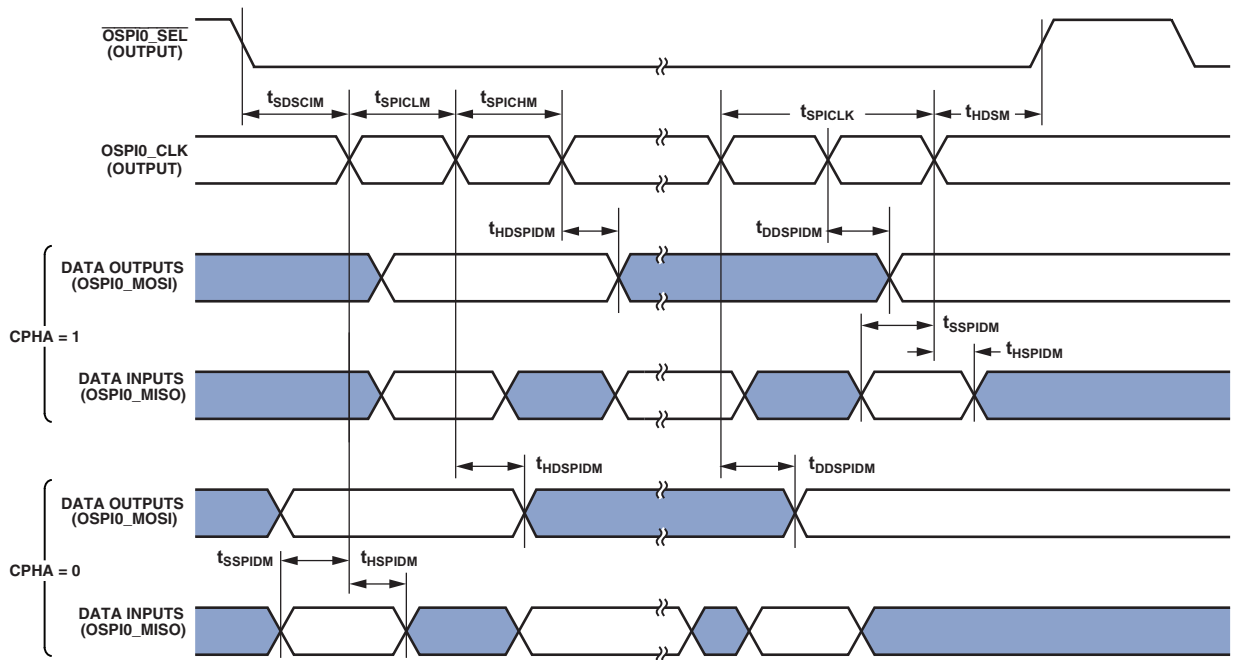 OSPI0_SEL
(OUTPUT)
tSDSCIM
tSPICLM
tSPICHM
tSPICLK
tHDSM
OSPI0_CLK
(OUTPUT)
tHDSPIDM
tDDSPIDM
CPHA = 1
DATA OUTPUTS
(OSPI0_MOSI)
tSSPIDM
tHSPIDM
DATA INPUTS
(OSPI0_MISO)
tHDSPIDM
tDDSPIDM
CPHA = 0
DATA OUTPUTS
(OSPI0_MOSI)
tSSPIDM
tHSPIDM
DATA INPUTS
(OSPI0_MISO)